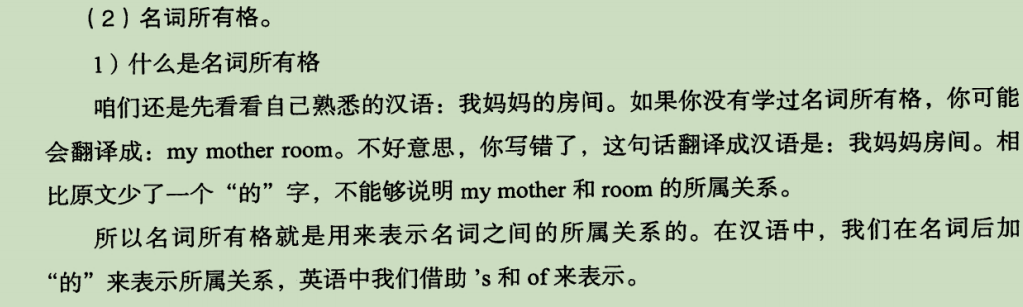 （2）名词所有格。
1）什么是名词所有格
咱们还是先看看自己熟悉的汉语：我妈妈的房间。如果你没有学过名词所有格，你可能
会翻译成：my mother room。不好意思，你写错了，这句话翻译成汉语是：我妈妈房间。相
比原文少了一个“的”字，不能够说明 my mother 和 room 的所属关系。
所以名词所有格就是用来表示名词之间的所属关系的。在汉语中，我们在名词后加
“的”来表示所属关系，英语中我们借助 ’s 和 of 来表示。